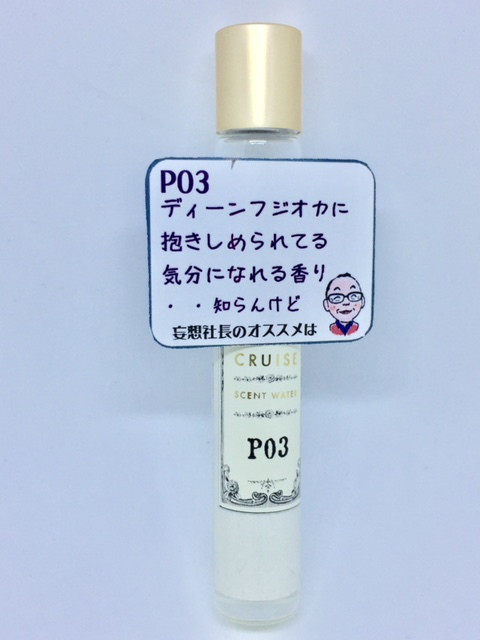 P03
ディーンフジオカに
抱きしめられてる
気分になれる香り
・・知らんけど
妄想社長のオススメは
CRUISE
SCENT WATER
P03